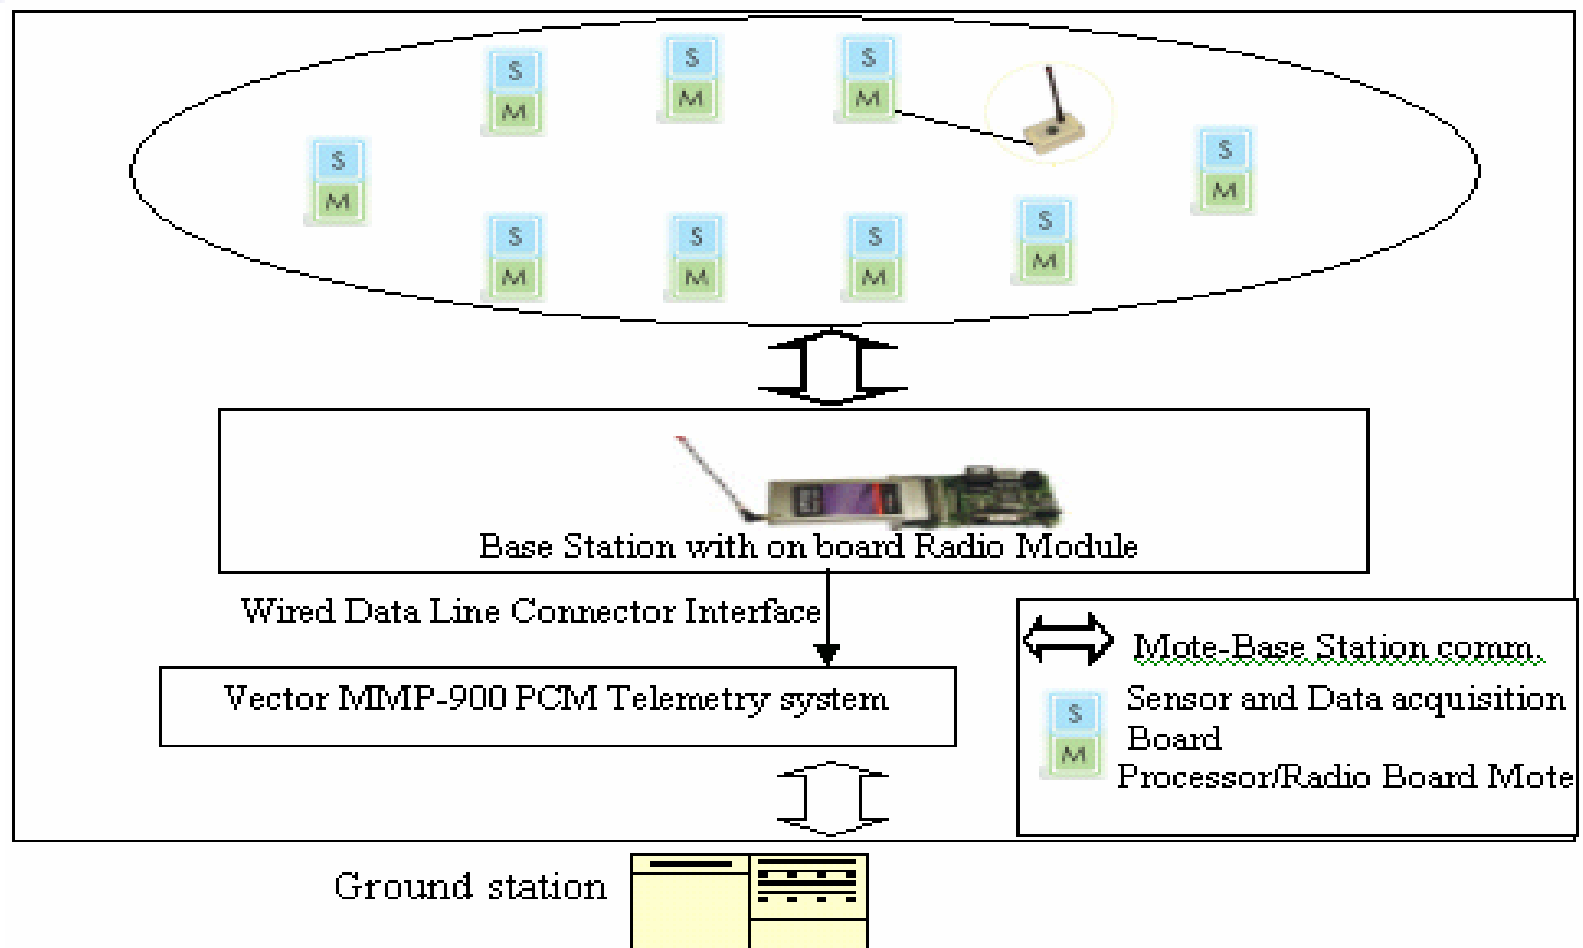 S
M
S
M
S
M
S
M
S
M
S
M
S
M
S
M
S
M
S
M
Base Station with on board Radio Module
Wired Data Line Connector Interface
Vector MMP-900 PCM Telemetry system
Mote-Base Station comm.
S
M
Sensor and Data acquisition
Board
Processor/Radio Board Mote
Ground station